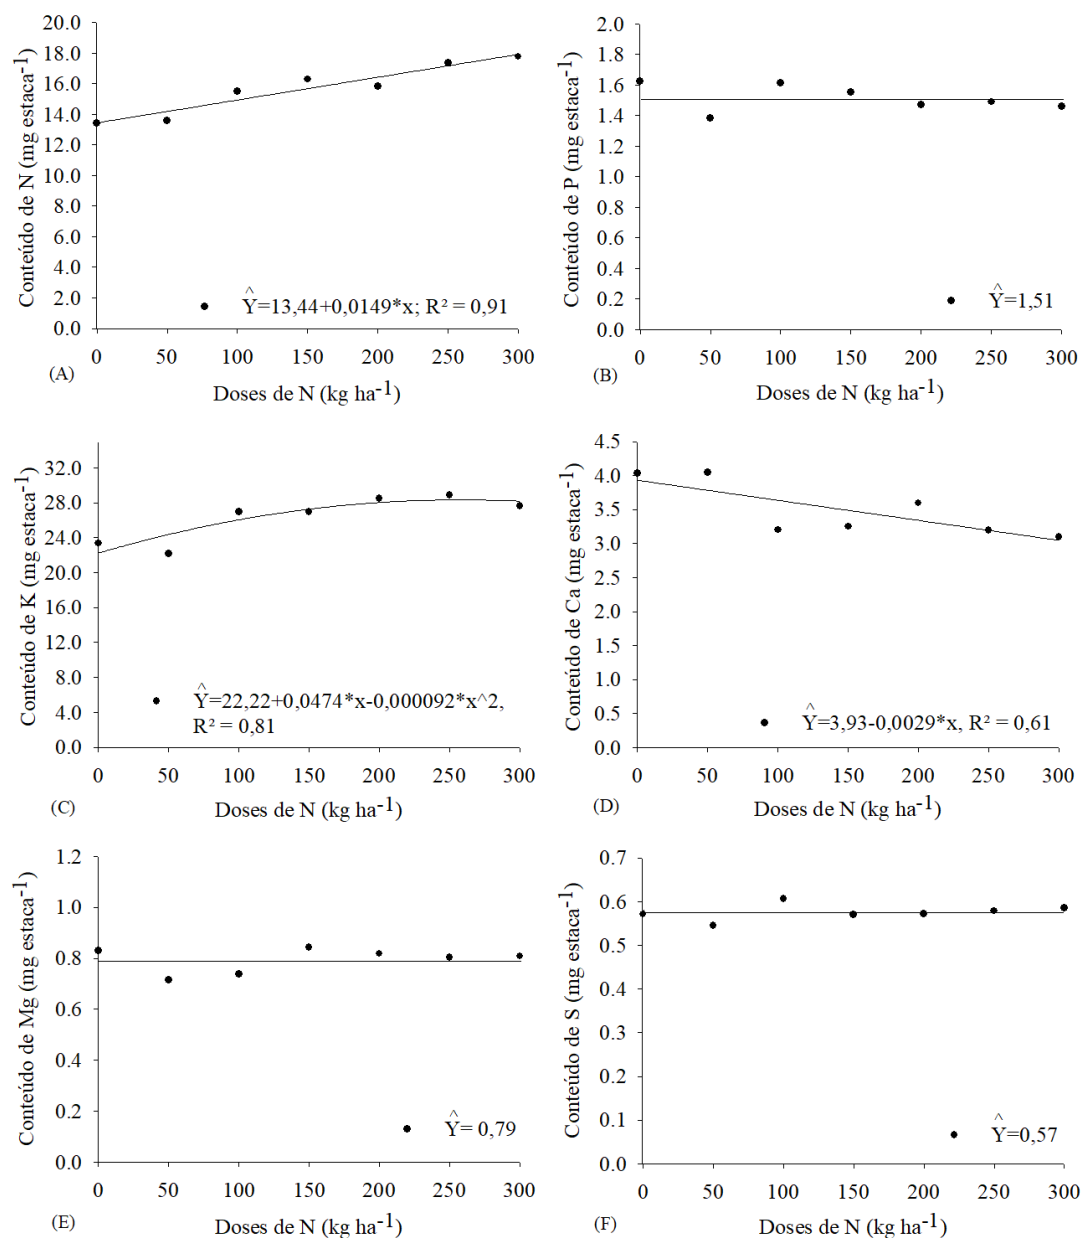 20.0
18.0
16.0
14.0
12.0
10.0
8.0
6.0
4.0
2.0
0.0
Conteúdo de N (mg estaca-1)
^
Y=13,44+0,0149*x; R² = 0,91
0 50 100 150 200 250 300
(A)
Doses de N (kg ha-1)
2.0
1.8
1.6
1.4
1.2
1.0
0.8
0.6
0.4
0.2
0.0
Conteúdo de P (mg estaca-1)
^
Y=1,51
0 50 100 150 200 250 300
(B)
Doses de N (kg ha-1)
32.0
28.0
24.0
20.0
16.0
12.0
8.0
4.0
0.0
Conteúdo de K (mg estaca-1)
^
Y=22,22+0,0474*x-0,000092*x^2,
R² = 0,81
0 50 100 150 200 250 300
(C)
Doses de N (kg ha-1)
4.5
4.0
3.5
3.0
2.5
2.0
1.5
1.0
0.5
0.0
Conteúdo de Ca (mg estaca-1)
^
Y=3,93-0,0029*x, R² = 0,61
0 50 100 150 200 250 300
(D)
Doses de N (kg ha-1)
1.2
1.0
0.8
0.6
0.4
0.2
0.0
Conteúdo de Mg (mg estaca-1)
^
Y= 0,79
0 50 100 150 200 250 300
(E)
Doses de N (kg ha-1)
0.7
0.6
0.5
0.4
0.3
0.2
0.1
0.0
Conteúdo de S (mg estaca-1)
^
Y=0,57
0 50 100 150 200 250 300
(F)
Doses de N (kg ha-1)